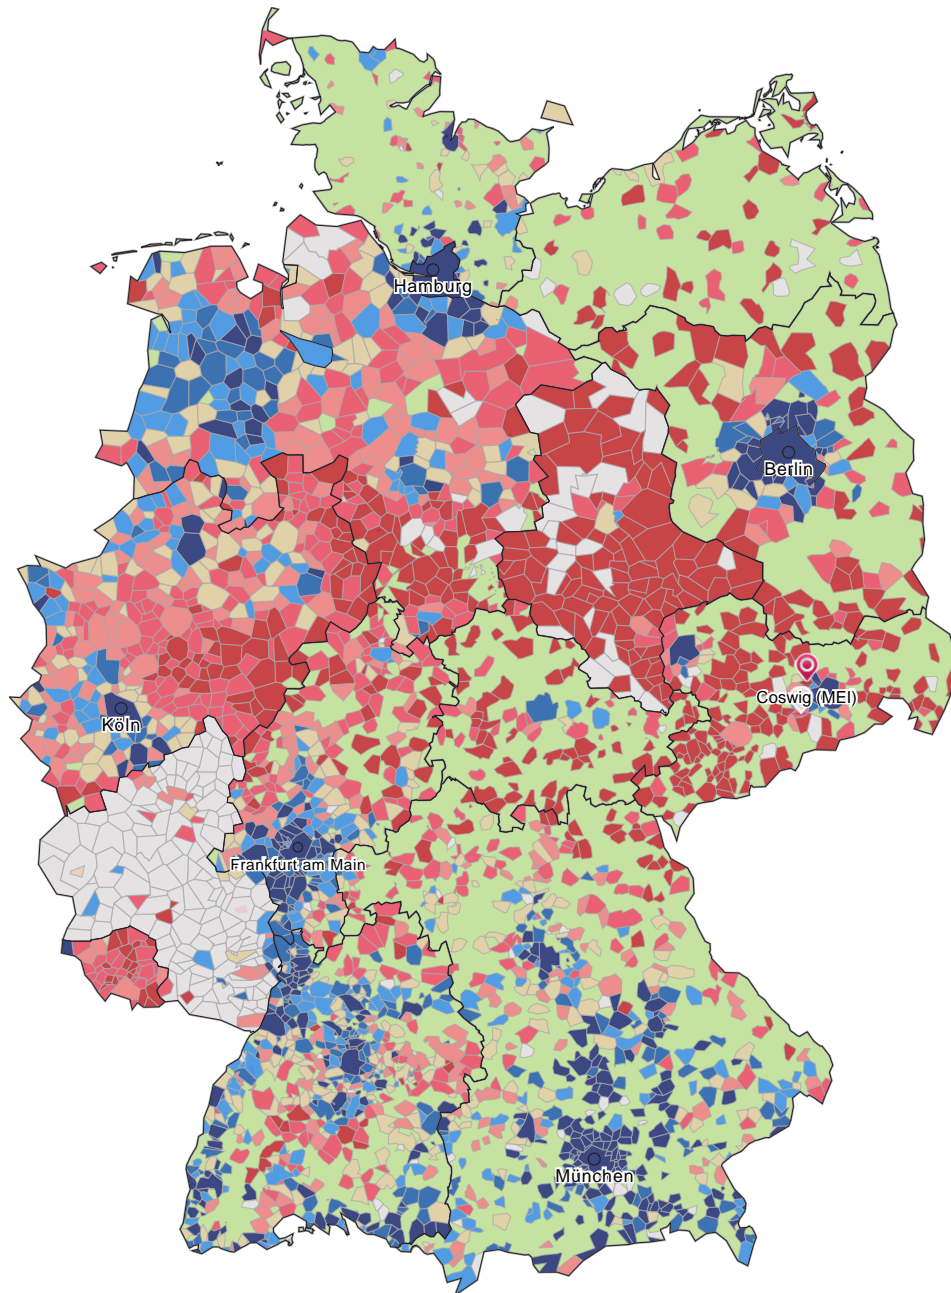 Hamburg
Berlin
Coswig (MEI)
Köln
Frankfurt am Main
München